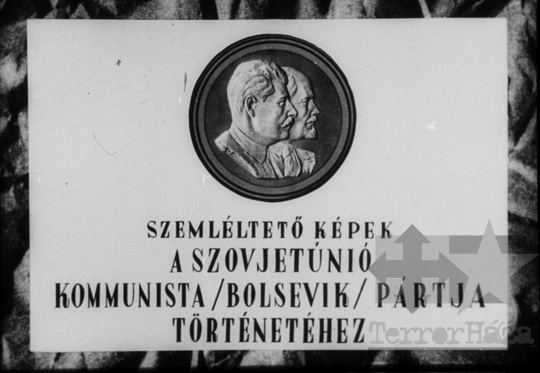 SZEMLÉLTETŐ KÉPEK
A SZOVJETÚNIÓ
KOMMUNISTA/BOLSEVIK/PÁRTJA
TÖRTÉNETÉHEZ
TerrorHáza